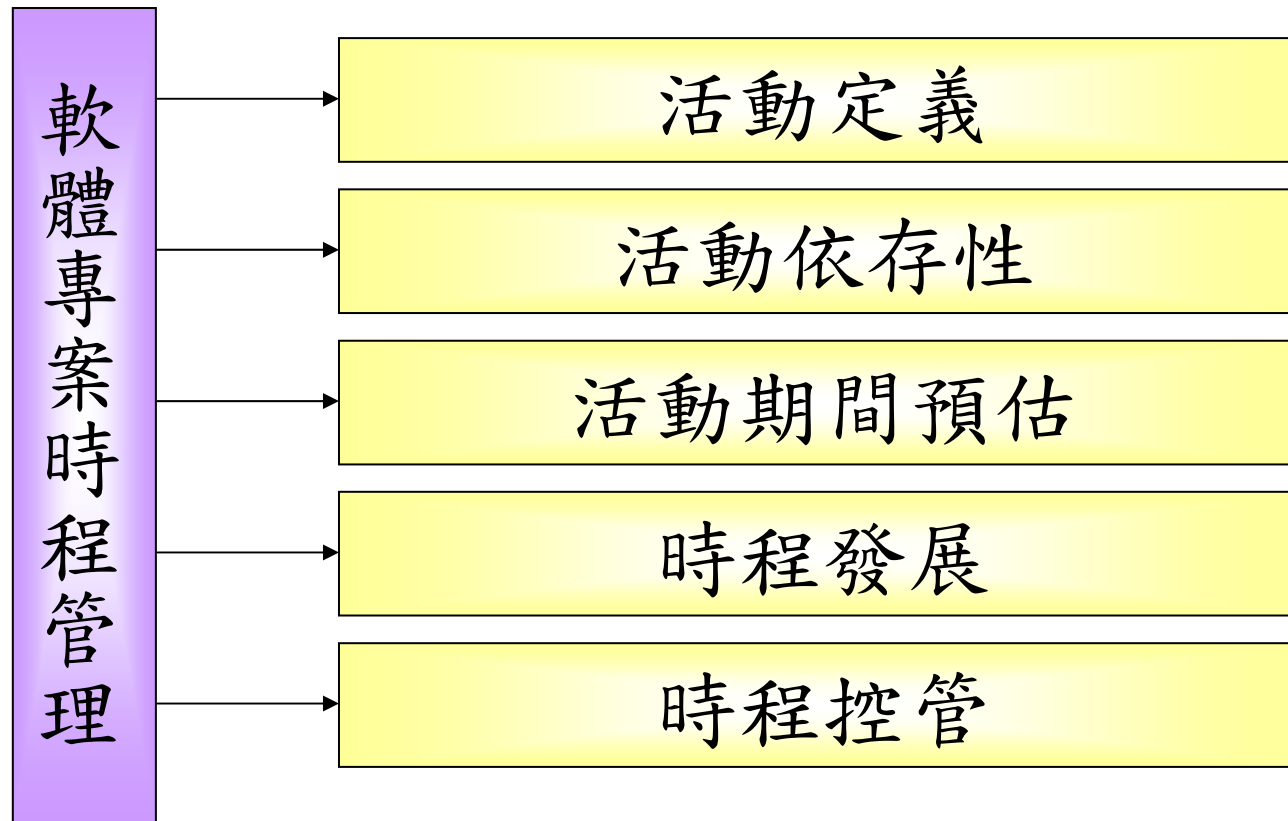 軟體專案時程管理
活動定義
活動依存性
活動期間預估
時程發展
時程控管